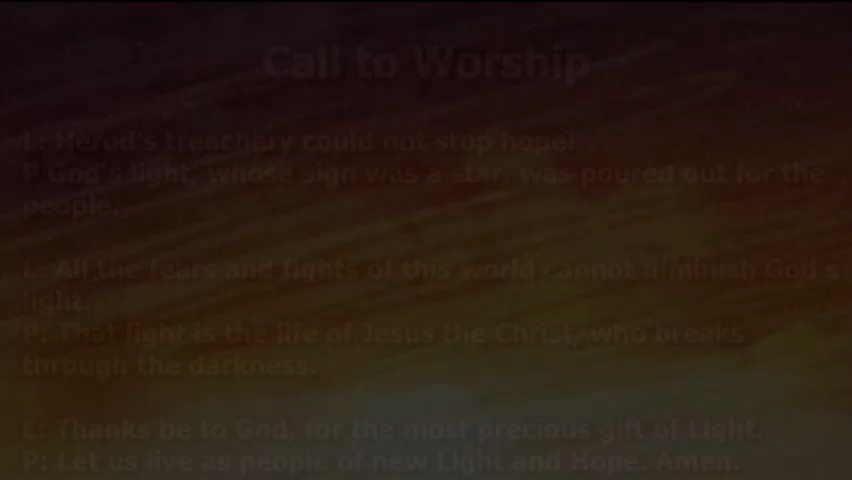 Call to Worship
L: Herod's treachery could not stop hope!
P God's light, whose sign was a star, was poured out for the
people.
L: All the fears and fights of this world cannot diminish God's
light.
P: That light is the life of Jesus the Christ, who breaks
through the darkness.
L: Thanks be to God, for the most precious gift of Light.
P: Let us live as people of new Light and Hope. Amen.